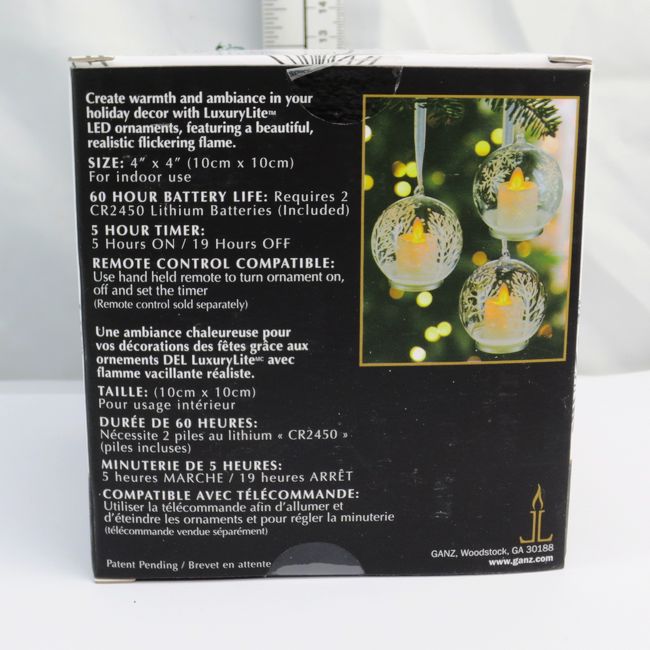 14
13
Create warmth and ambiance in your
holiday decor with LuxuryLite™
LED ornaments, featuring a beautiful,
realistic flickering flame.
SIZE: 4” x 4” (10cm x 10cm)
For indoor use
60 HOUR BATTERY LIFE: Requires 2
CR2450 Lithium Batteries (Included)
5 HOUR TIMER:
5 Hours ON / 19 Hours OFF
REMOTE CONTROL COMPATIBLE:
Use hand held remote to turn ornament on,
off and set the timer
(Remote control sold separately)
Une ambiance chaleureuse pour
vos décorations des fêtes grâce aux
ornements DEL LuxuryLiteᴹᶜ avec
flamme vacillante réaliste.
TAILLE: (10cm x 10cm)
Pour usage intérieur
DURÉE DE 60 HEURES:
Nécessite 2 piles au lithium « CR2450 »
(piles incluses)
MINUTERIE DE 5 HEURES:
5 heures MARCHE / 19 heures ARRÊT
COMPATIBLE AVEC TÉLÉCOMMANDE:
Utiliser la télécommande afin d’allumer et
d’éteindre les ornements et pour régler la minuterie
(télécommande vendue séparément)
Patent Pending / Brevet en attente
GANZ, Woodstock, GA 30188
www.ganz.com